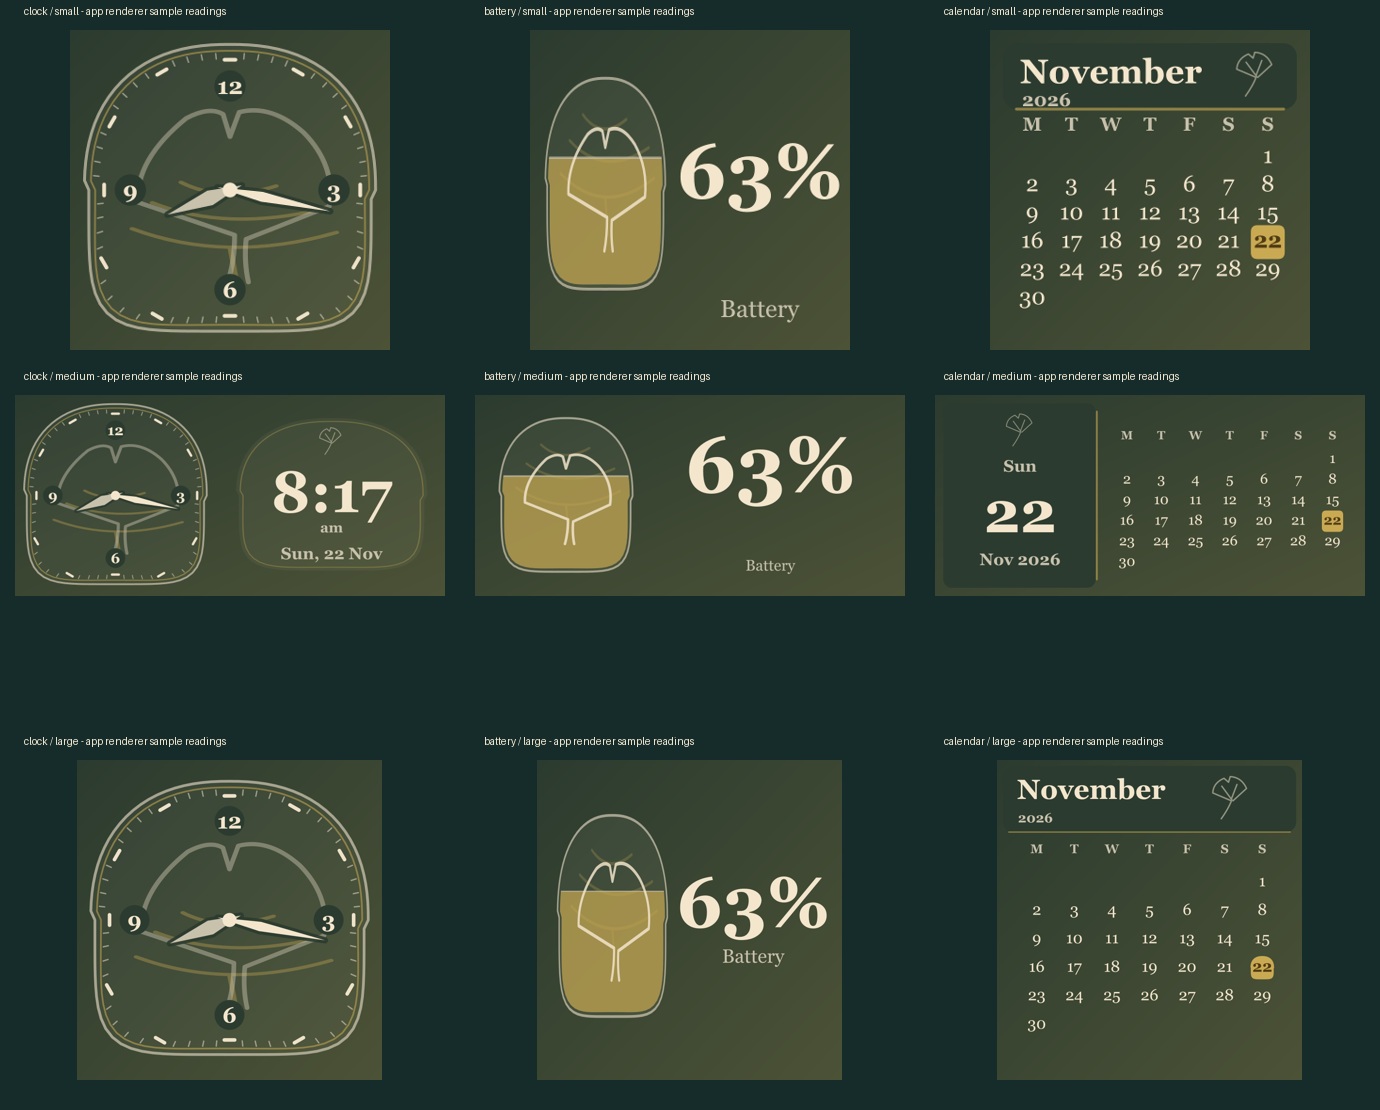 clock / small - app renderer sample readings
12
9
3
6
battery / small - app renderer sample readings
63%
Battery
calendar / small - app renderer sample readings
November
2026
M T W T F S S
1
2 3 4 5 6 7 8
9 10 11 12 13 14 15
16 17 18 19 20 21 22
23 24 25 26 27 28 29
30
clock / medium - app renderer sample readings
12
9
3
6
8:17
am
Sun, 22 Nov
battery / medium - app renderer sample readings
63%
Battery
calendar / medium - app renderer sample readings
Sun
22
Nov 2026
M T W T F S S
1
2 3 4 5 6 7 8
9 10 11 12 13 14 15
16 17 18 19 20 21 22
23 24 25 26 27 28 29
30
clock / large - app renderer sample readings
12
9
3
6
battery / large - app renderer sample readings
63%
Battery
calendar / large - app renderer sample readings
November
2026
M T W T F S S
1
2 3 4 5 6 7 8
9 10 11 12 13 14 15
16 17 18 19 20 21 22
23 24 25 26 27 28 29
30